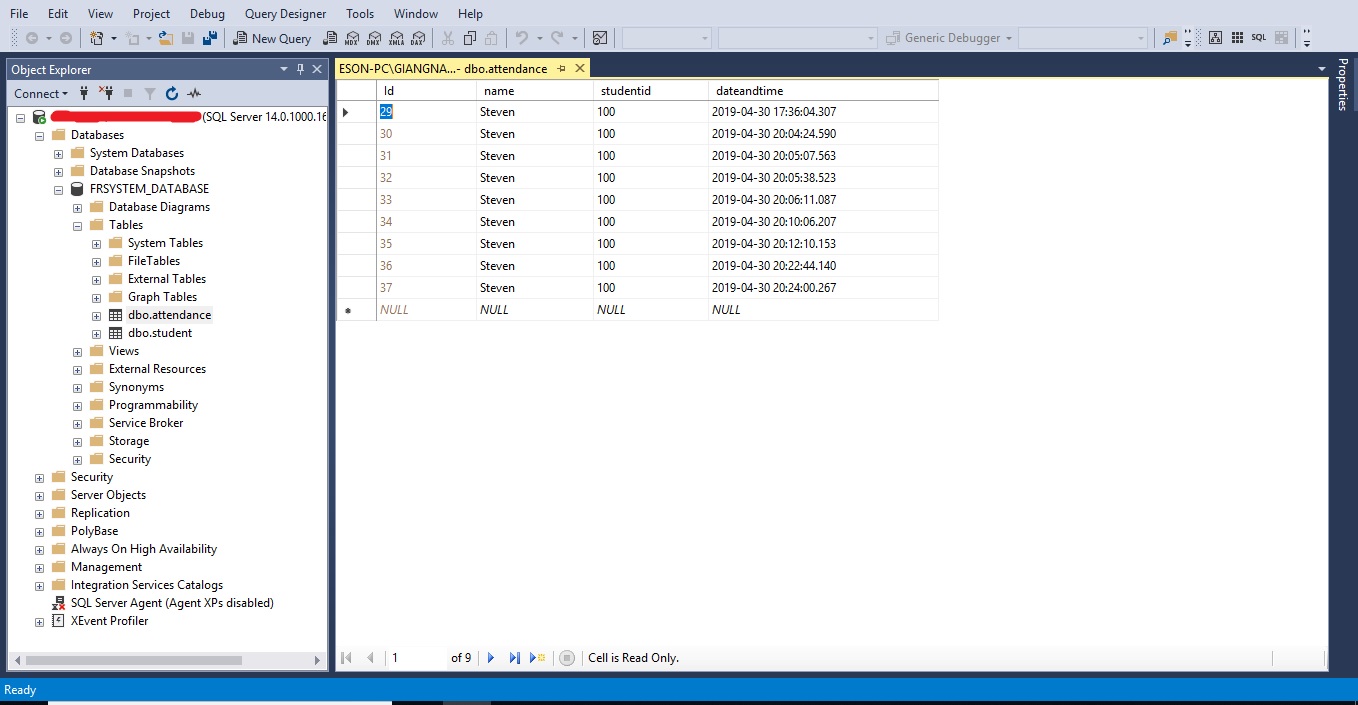 File Edit View Project Debug Query Designer Tools Window Help
New Query MDX DMX XMLA DAX Generic Debugger SQL
Object Explorer
Connect
(SQL Server 14.0.1000.16
Databases
System Databases
Database Snapshots
FRSYSTEM_DATABASE
Database Diagrams
Tables
System Tables
FileTables
External Tables
Graph Tables
dbo.attendance
dbo.student
Views
External Resources
Synonyms
Programmability
Service Broker
Storage
Security
Security
Server Objects
Replication
PolyBase
Always On High Availability
Management
Integration Services Catalogs
SQL Server Agent (Agent XPs disabled)
XEvent Profiler
ESON-PC\GIANGNA...- dbo.attendance
Id name studentid dateandtime
29 Steven 100 2019-04-30 17:36:04.307
30 Steven 100 2019-04-30 20:04:24.590
31 Steven 100 2019-04-30 20:05:07.563
32 Steven 100 2019-04-30 20:05:38.523
33 Steven 100 2019-04-30 20:06:11.087
34 Steven 100 2019-04-30 20:10:06.207
35 Steven 100 2019-04-30 20:12:10.153
36 Steven 100 2019-04-30 20:22:44.140
37 Steven 100 2019-04-30 20:24:00.267
NULL NULL NULL NULL
1 of 9 Cell is Read Only.
Properties
Ready